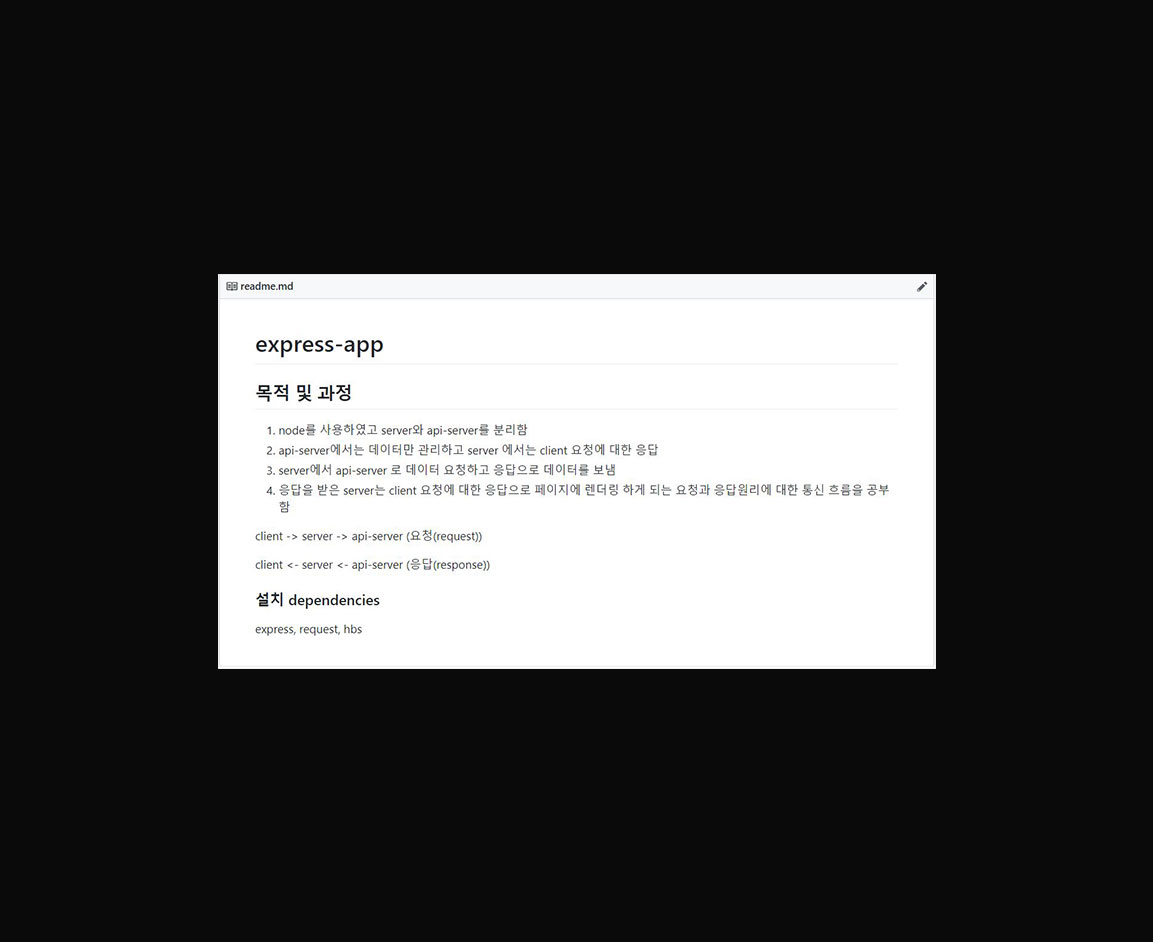 readme.md
express-app
목적 및 과정
1. node를 사용하였고 server와 api-server를 분리함
2. api-server에서는 데이터만 관리하고 server 에서는 client 요청에 대한 응답
3. server에서 api-server 로 데이터 요청하고 응답으로 데이터를 보냄
4. 응답을 받은 server는 client 요청에 대한 응답으로 페이지에 렌더링 하게 되는 요청과 응답원리에 대한 통신 흐름을 공부
함
client -> server -> api-server (요청(request))
client <- server <- api-server (응답(response))
설치 dependencies
express, request, hbs